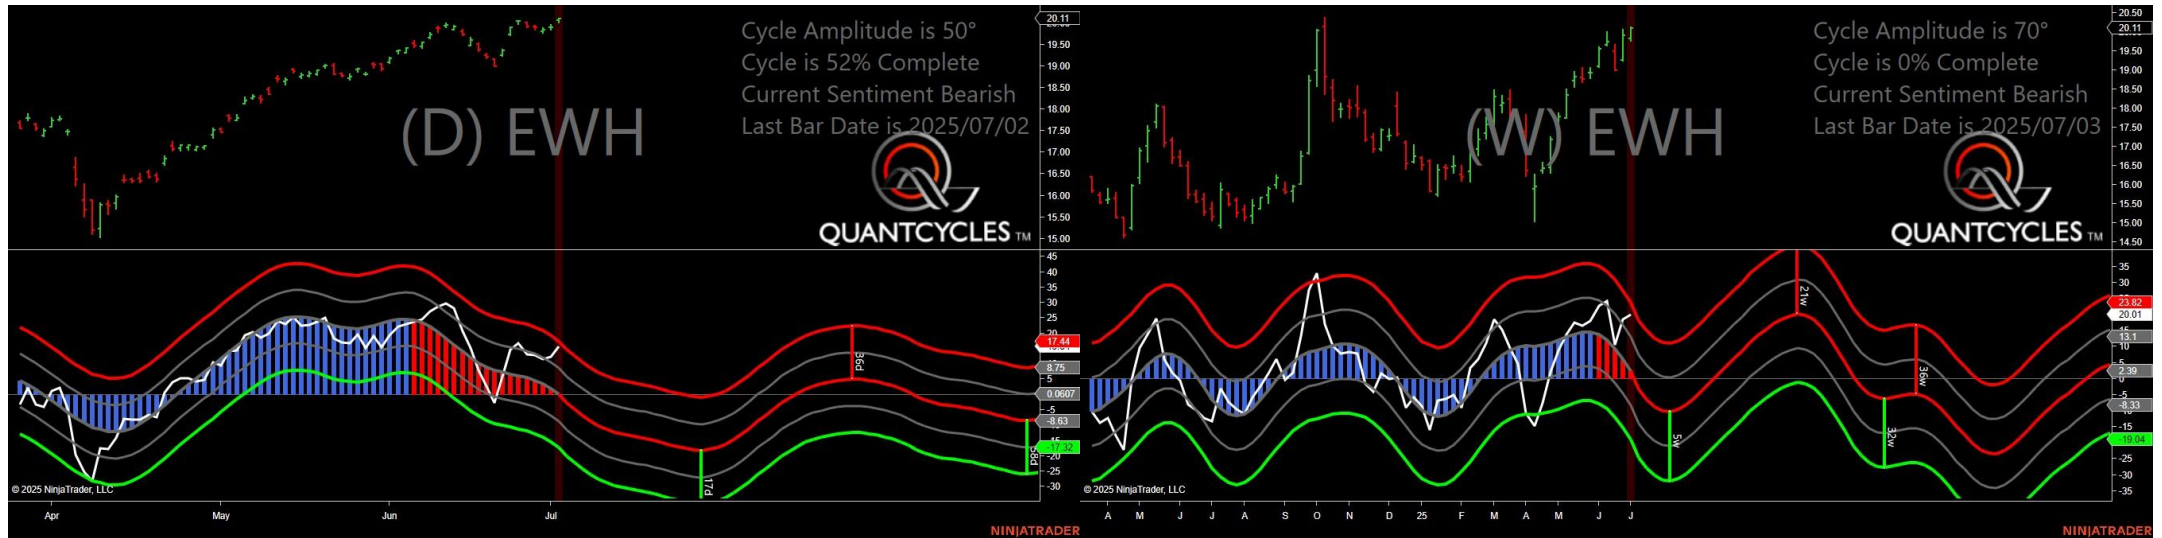 Cycle Amplitude is 50°
Cycle is 52% Complete
Current Sentiment Bearish
Last Bar Date is 2025/07/02
(D) EWH
QUANTCYCLES TM
20.11
19.50
19.00
18.50
18.00
17.50
17.00
16.50
16.00
15.50
15.00
45
40
35
30
25
20
17.44
8.75
5
0.0607
-5
-8.63
-17.32
-20
-25
-30
36d
17d
58d
© 2025 NinjaTrader, LLC
Apr May Jun Jul
NINJATRADER
Cycle Amplitude is 70°
Cycle is 0% Complete
Current Sentiment Bearish
Last Bar Date is 2025/07/03
(W) EWH
QUANTCYCLES TM
20.50
20.11
19.50
19.00
18.50
18.00
17.50
17.00
16.50
16.00
15.50
15.00
14.50
35
30
23.82
20.01
13.1
10
5
2.39
-5
-8.33
-15
-19.04
-25
-30
-35
21w
36w
5w
32w
© 2025 NinjaTrader, LLC
A M J J A S O N D 25 F M A M J J
NINJATRADER